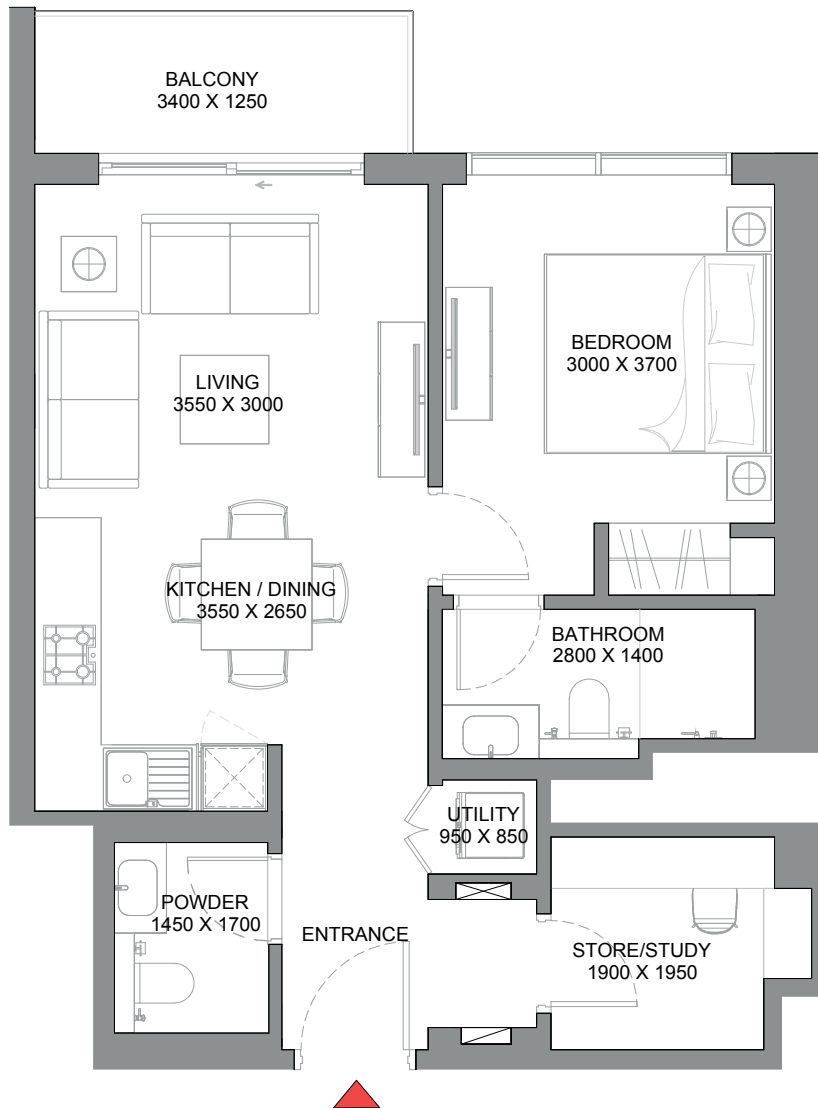 BALCONY
3400 X 1250
BEDROOM
3000 X 3700
LIVING
3550 X 3000
KITCHEN / DINING
3550 X 2650
BATHROOM
2800 X 1400
UTILITY
950 X 850
POWDER
1450 X 1700
ENTRANCE
STORE/STUDY
1900 X 1950